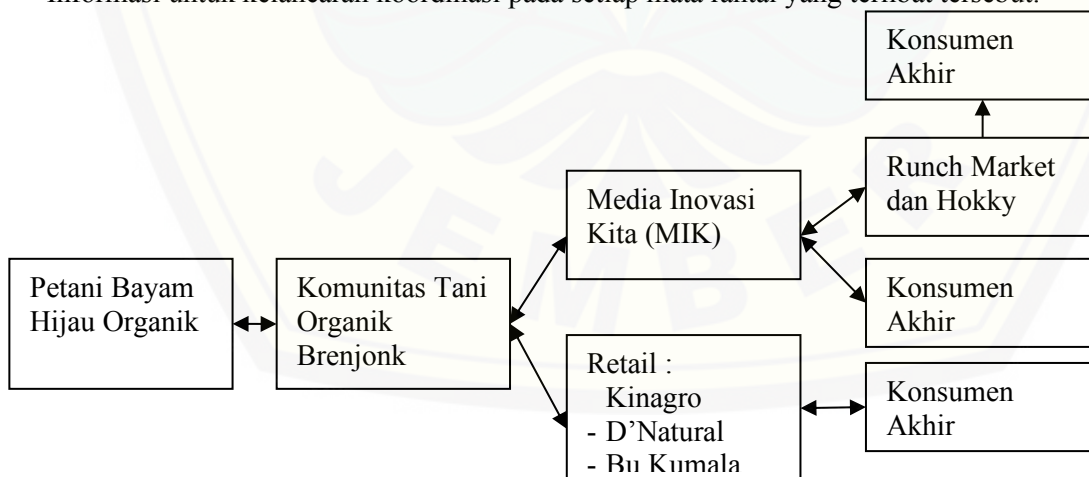 informasi untuk kelancaran koordinasi pada setiap mata rantai yang terlibat tersebut.
Konsumen
Akhir
Runch Market
dan Hokky
Media Inovasi
Kita (MIK)
Petani Bayam
Hijau Organik
Komunitas Tani
Organik
Brenjonk
Konsumen
Akhir
Retail :
Kinagro
- D’Natural
- Bu Kumala
Konsumen
Akhir
JEMBER